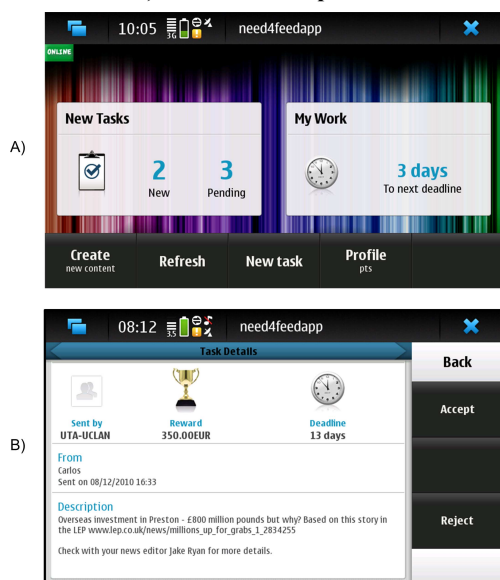 10:05 3G need4feedapp
ONLINE
New Tasks
My Work
A)
2
3
3 days
New
Pending
To next deadline
Create
new content
Refresh
New task
Profile
pts
08:12 3.5 need4feedapp
Task Details
Back
Sent by
UTA-UCLAN
Reward
350.00EUR
Deadline
13 days
Accept
B)
From
Carlos
Sent on 08/12/2010 16:33
Description
Overseas investment in Preston - £800 million pounds but why? Based on this story in
the LEP www.lep.co.uk/news/millions_up_for_grabs_1_2834255
Check with your news editor Jake Ryan for more details.
Reject